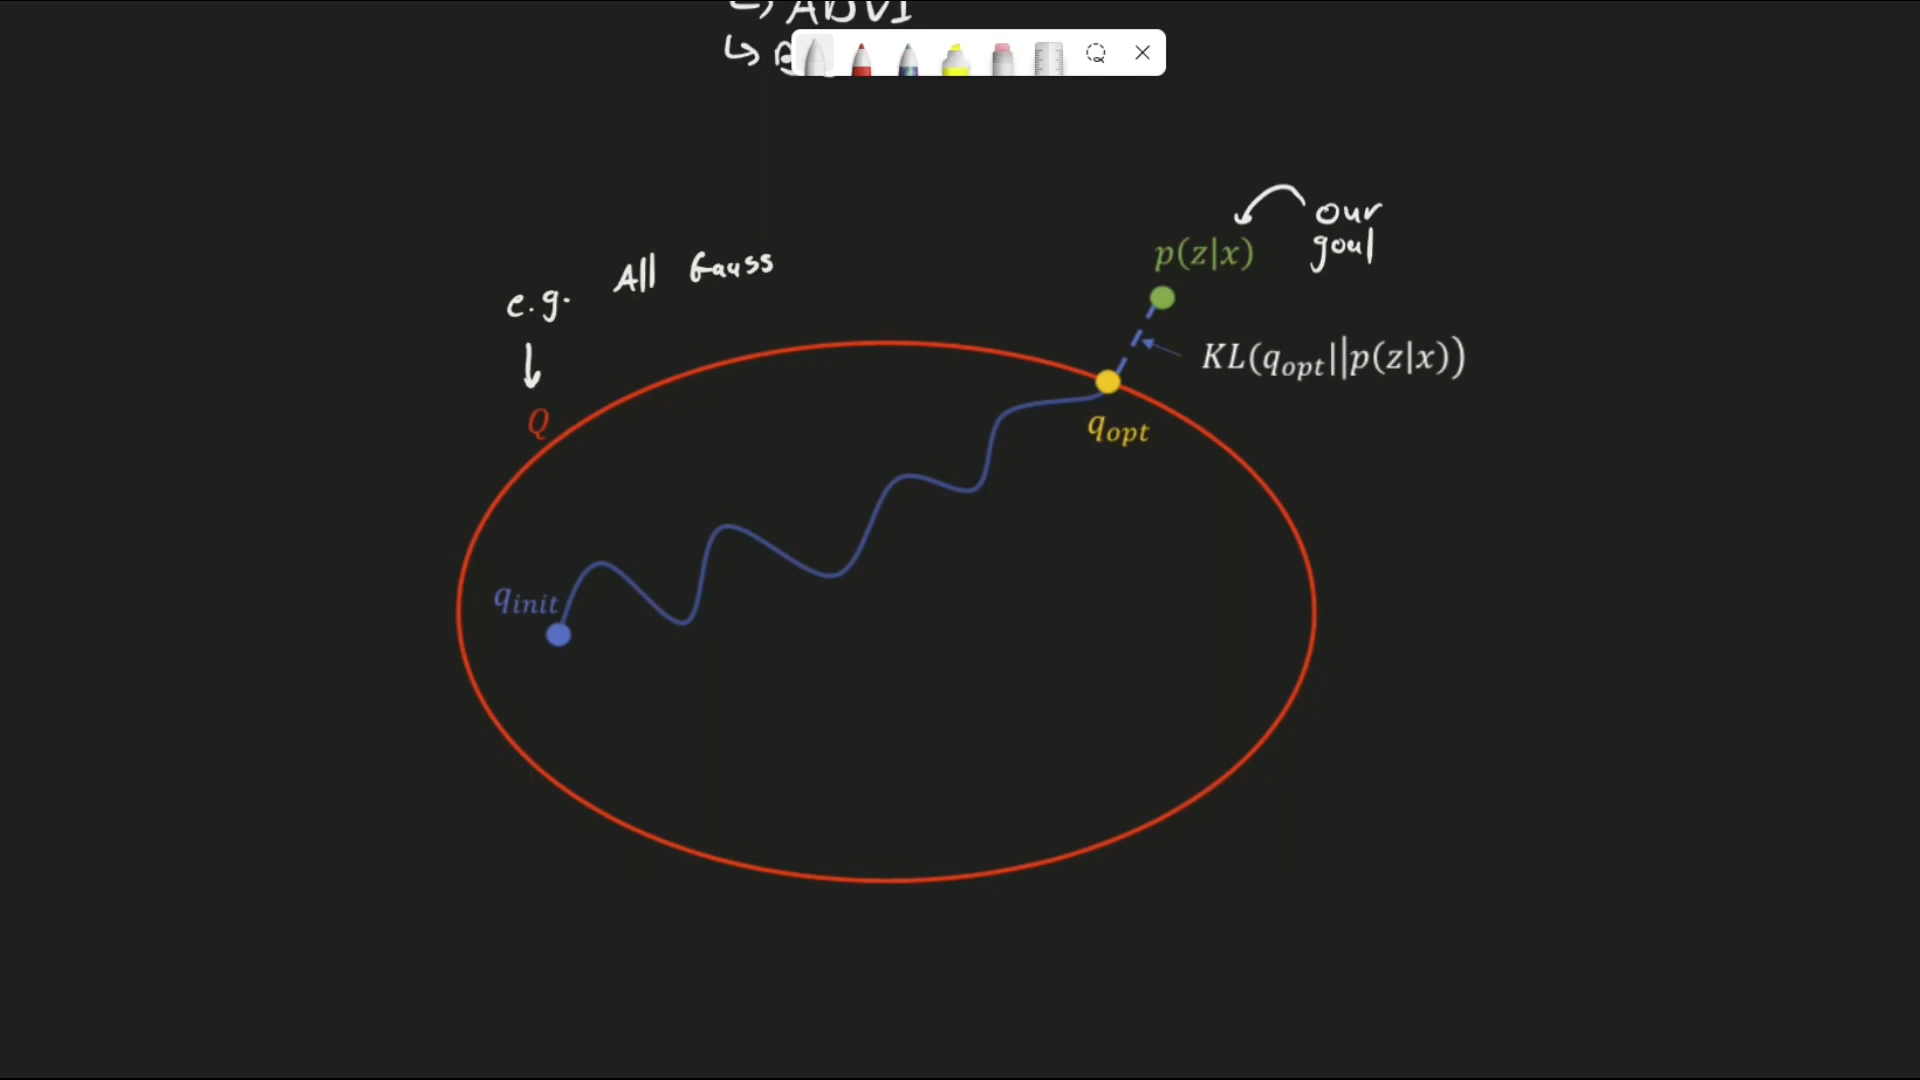 ↳ ADVI
↳
our
goal
p(z|x)
All Gauss
e.g.
KL(q_opt||p(z|x))
Q
q_opt
q_init